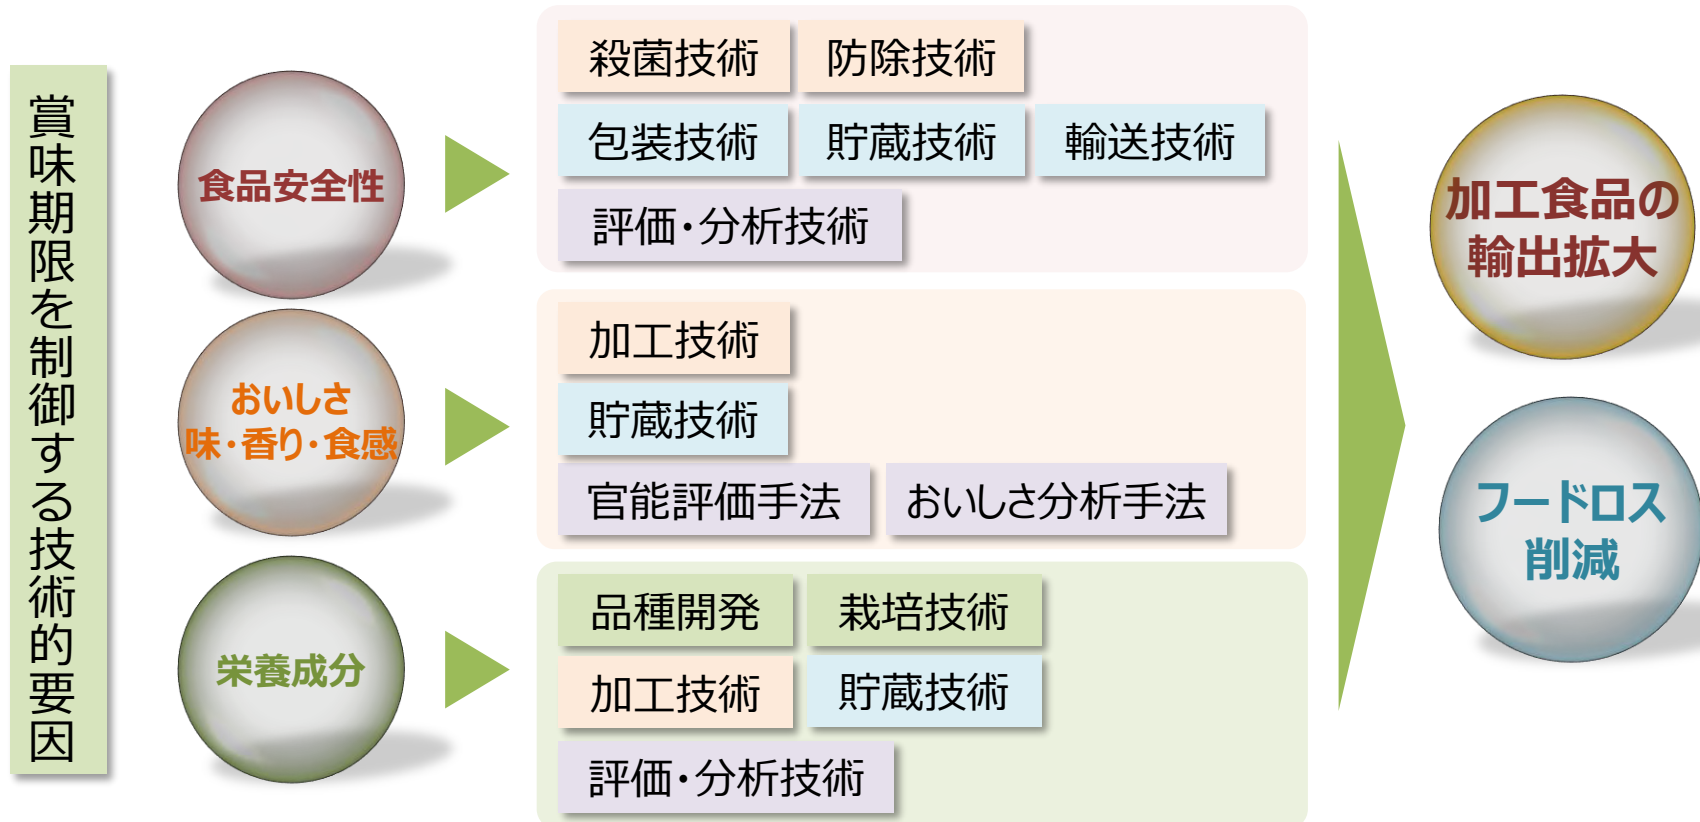 賞味期限を制御する技術的要因
食品安全性
殺菌技術 防除技術
包装技術 貯蔵技術 輸送技術
評価・分析技術
おいしさ
味・香り・食感
加工技術
貯蔵技術
官能評価手法 おいしさ分析手法
栄養成分
品種開発 栽培技術
加工技術 貯蔵技術
評価・分析技術
加工食品の
輸出拡大
フードロス
削減